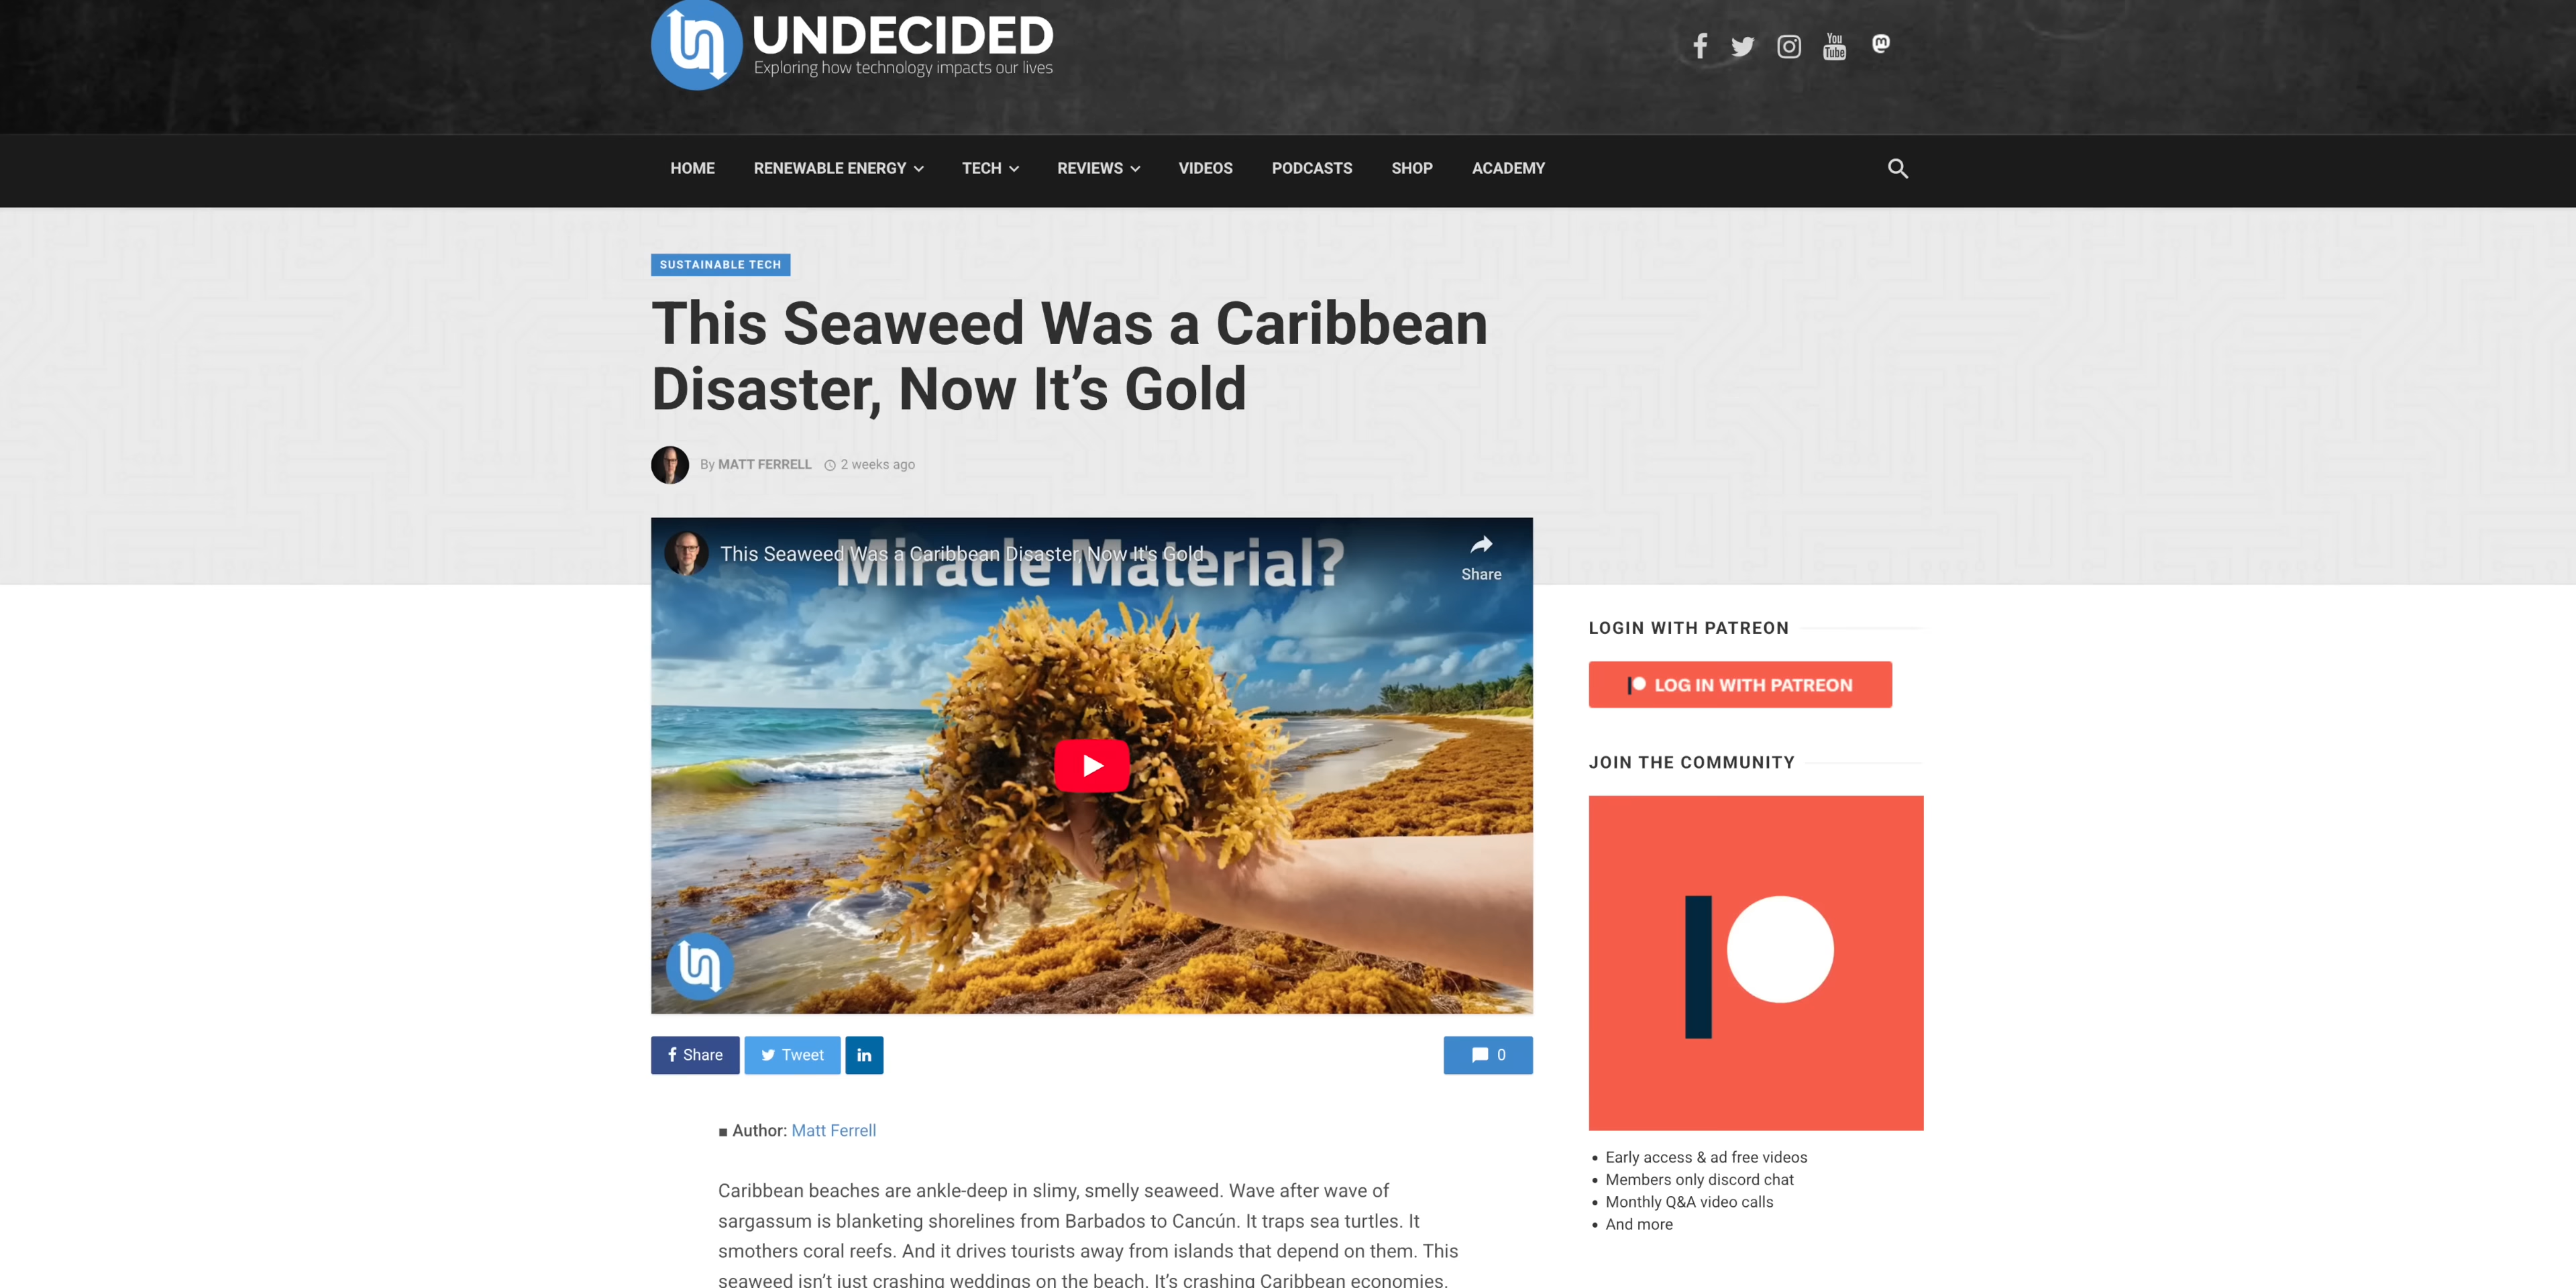 UNDECIDED
Exploring how technology impacts our lives
You
Tube
HOME
RENEWABLE ENERGY
TECH
REVIEWS
VIDEOS
PODCASTS
SHOP
ACADEMY
SUSTAINABLE TECH
This Seaweed Was a Caribbean
Disaster, Now It’s Gold
By MATT FERRELL
2 weeks ago
This Seaweed Was a Caribbean Disaster, Now It's Gold
Miracle Material?
Share
Share
Tweet
in
0
Author: Matt Ferrell
Caribbean beaches are ankle-deep in slimy, smelly seaweed. Wave after wave of
sargassum is blanketing shorelines from Barbados to Cancún. It traps sea turtles. It
smothers coral reefs. And it drives tourists away from islands that depend on them. This
seaweed isn’t just crashing weddings on the beach. It’s crashing Caribbean economies.
LOGIN WITH PATREON
LOG IN WITH PATREON
JOIN THE COMMUNITY
Early access & ad free videos
Members only discord chat
Monthly Q&A video calls
And more